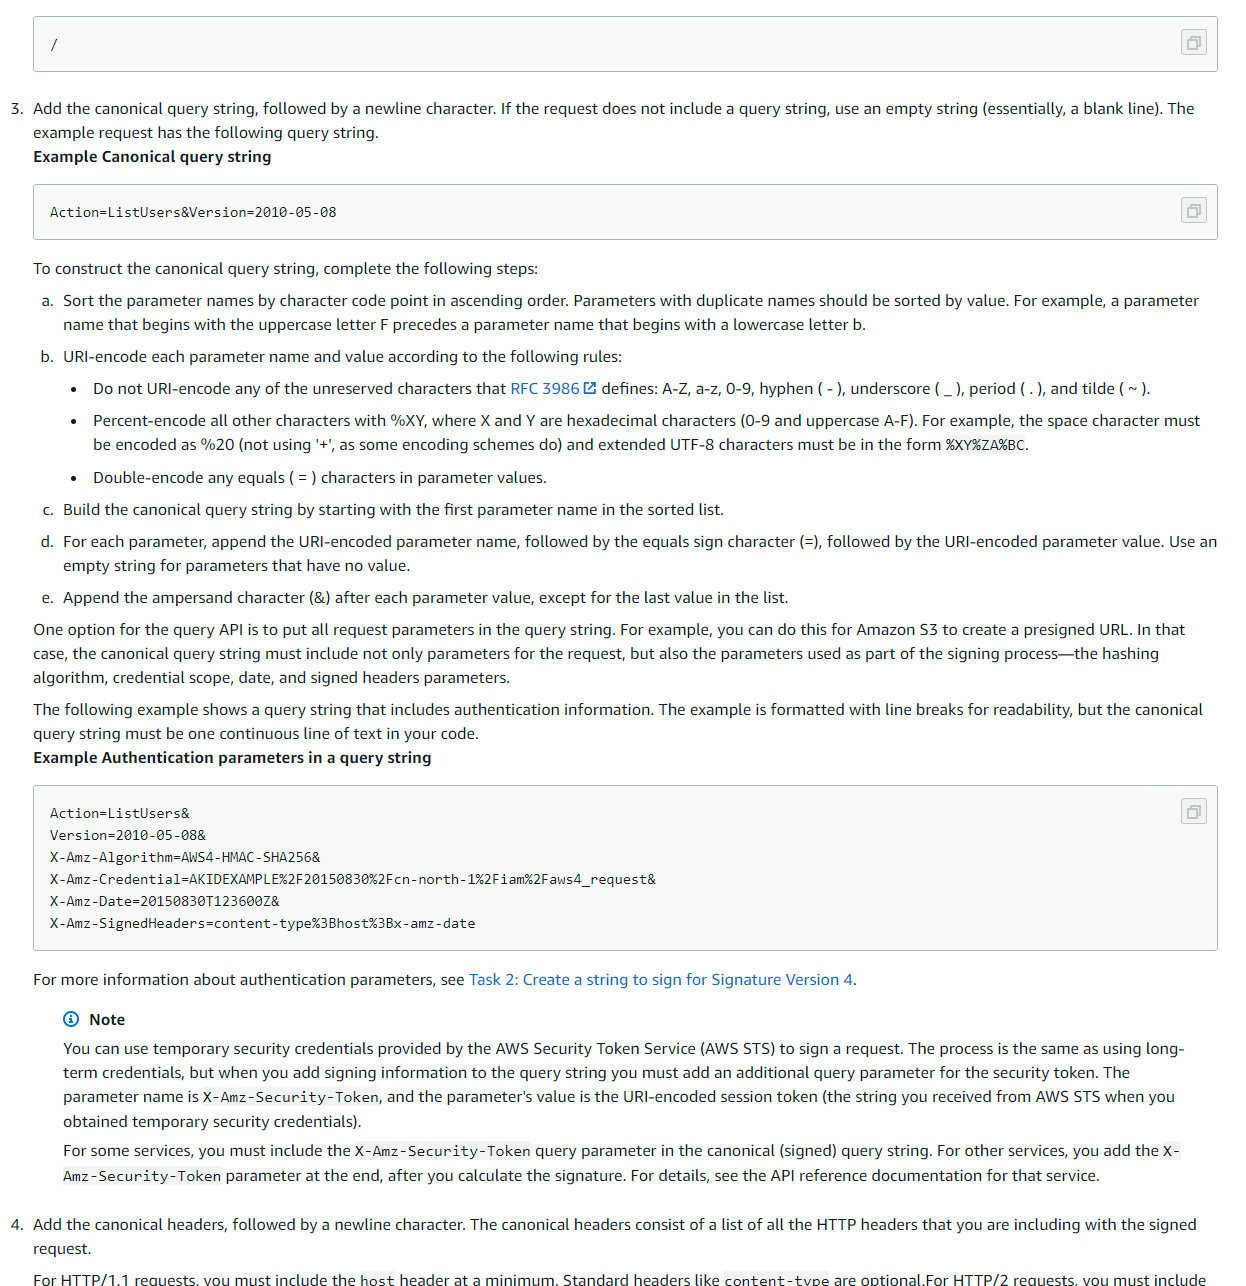 /
3. Add the canonical query string, followed by a newline character. If the request does not include a query string, use an empty string (essentially, a blank line). The
example request has the following query string.
Example Canonical query string
Action=ListUsers&Version=2010-05-08
To construct the canonical query string, complete the following steps:
a. Sort the parameter names by character code point in ascending order. Parameters with duplicate names should be sorted by value. For example, a parameter
name that begins with the uppercase letter F precedes a parameter name that begins with a lowercase letter b.
b. URI-encode each parameter name and value according to the following rules:
• Do not URI-encode any of the unreserved characters that RFC 3986 defines: A-Z, a-z, 0-9, hyphen ( - ), underscore ( _ ), period ( . ), and tilde ( ~ ).
• Percent-encode all other characters with %XY, where X and Y are hexadecimal characters (0-9 and uppercase A-F). For example, the space character must
be encoded as %20 (not using '+', as some encoding schemes do) and extended UTF-8 characters must be in the form %XY%ZA%BC.
• Double-encode any equals ( = ) characters in parameter values.
c. Build the canonical query string by starting with the first parameter name in the sorted list.
d. For each parameter, append the URI-encoded parameter name, followed by the equals sign character (=), followed by the URI-encoded parameter value. Use an
empty string for parameters that have no value.
e. Append the ampersand character (&) after each parameter value, except for the last value in the list.
One option for the query API is to put all request parameters in the query string. For example, you can do this for Amazon S3 to create a presigned URL. In that
case, the canonical query string must include not only parameters for the request, but also the parameters used as part of the signing process—the hashing
algorithm, credential scope, date, and signed headers parameters.
The following example shows a query string that includes authentication information. The example is formatted with line breaks for readability, but the canonical
query string must be one continuous line of text in your code.
Example Authentication parameters in a query string
Action=ListUsers&
Version=2010-05-08&
X-Amz-Algorithm=AWS4-HMAC-SHA256&
X-Amz-Credential=AKIDEXAMPLE%2F20150830%2Fcn-north-1%2Fiam%2Faws4_request&
X-Amz-Date=20150830T123600Z&
X-Amz-SignedHeaders=content-type%3Bhost%3Bx-amz-date
For more information about authentication parameters, see Task 2: Create a string to sign for Signature Version 4.
Note
You can use temporary security credentials provided by the AWS Security Token Service (AWS STS) to sign a request. The process is the same as using long-
term credentials, but when you add signing information to the query string you must add an additional query parameter for the security token. The
parameter name is X-Amz-Security-Token, and the parameter's value is the URI-encoded session token (the string you received from AWS STS when you
obtained temporary security credentials).
For some services, you must include the X-Amz-Security-Token query parameter in the canonical (signed) query string. For other services, you add the X-
Amz-Security-Token parameter at the end, after you calculate the signature. For details, see the API reference documentation for that service.
4. Add the canonical headers, followed by a newline character. The canonical headers consist of a list of all the HTTP headers that you are including with the signed
request.
For HTTP/1.1 requests, you must include the host header at a minimum. Standard headers like content-type are optional.For HTTP/2 requests, you must include